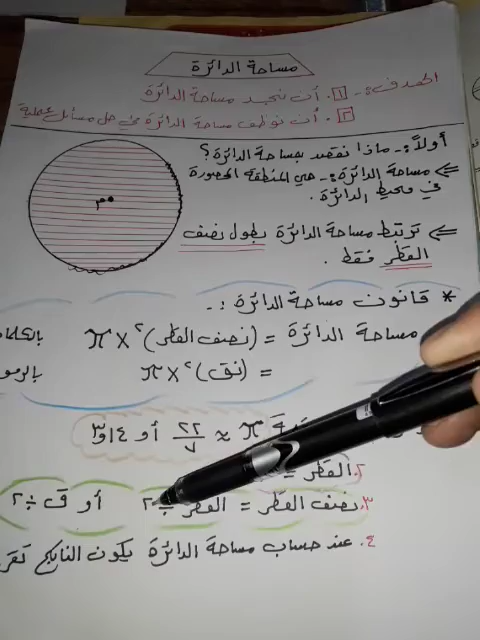 مساحة الدائرة
الهدف :- ١. أن نجد مساحة الدائرة
٢. أن نوظف مساحة الدائرة في حل مسائل عملية
أولاً :- ماذا نقصد بمساحة الدائرة ؟
مساحة الدائرة :- هي المنطقة المحصورة
في محيط الدائرة .
م
ترتبط مساحة الدائرة بطول نصف
القطر فقط .
* قانون مساحة الدائرة :-
مساحة الدائرة = (نصف القطر)٢ × π
= (نق)٢ × π
π ≈ ٢٢/٧ أو ٣,١٤
٢. القطر =
٣. نصف القطر = القطر ÷ ٢ أو ق ÷ ٢
٤. عند حساب مساحة الدائرة يكون الناتج